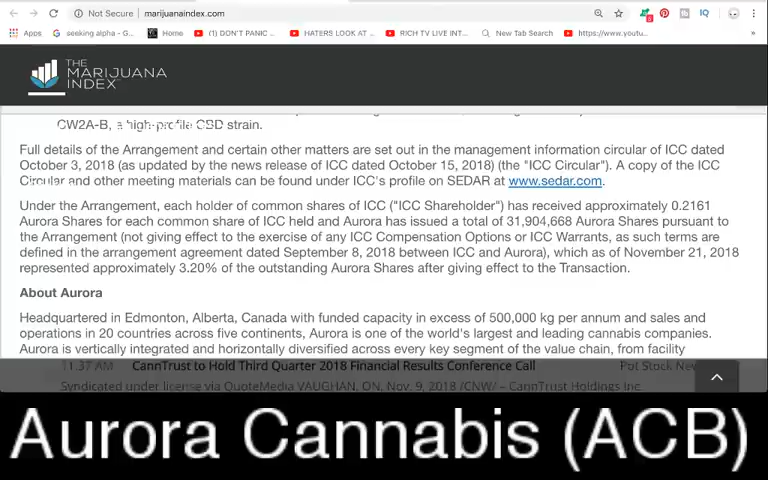 Not Secure | marijuanaindex.com
Apps seeking alpha - G... Home (1) DON'T PANIC ... HATERS LOOK AT ... RICH TV LIVE INT... New Tab Search https://www.youtu...
THE
MARIJUANA
INDEX
CW2A-B, a high-profile CBD strain.
Full details of the Arrangement and certain other matters are set out in the management information circular of ICC dated
October 3, 2018 (as updated by the news release of ICC dated October 15, 2018) (the "ICC Circular"). A copy of the ICC
Circular and other meeting materials can be found under ICC's profile on SEDAR at www.sedar.com.
Under the Arrangement, each holder of common shares of ICC ("ICC Shareholder") has received approximately 0.2161
Aurora Shares for each common share of ICC held and Aurora has issued a total of 31,904,668 Aurora Shares pursuant to
the Arrangement (not giving effect to the exercise of any ICC Compensation Options or ICC Warrants, as such terms are
defined in the arrangement agreement dated September 8, 2018 between ICC and Aurora), which as of November 21, 2018
represented approximately 3.20% of the outstanding Aurora Shares after giving effect to the Transaction.
About Aurora
Headquartered in Edmonton, Alberta, Canada with funded capacity in excess of 500,000 kg per annum and sales and
operations in 20 countries across five continents, Aurora is one of the world's largest and leading cannabis companies.
Aurora is vertically integrated and horizontally diversified across every key segment of the value chain, from facility
11:37 AM CannTrust to Hold Third Quarter 2018 Financial Results Conference Call Pot Stock New
Syndicated under license via QuoteMedia VAUGHAN, ON, Nov. 9, 2018 /CNW/ – CannTrust Holdings Inc.
Aurora Cannabis (ACB)